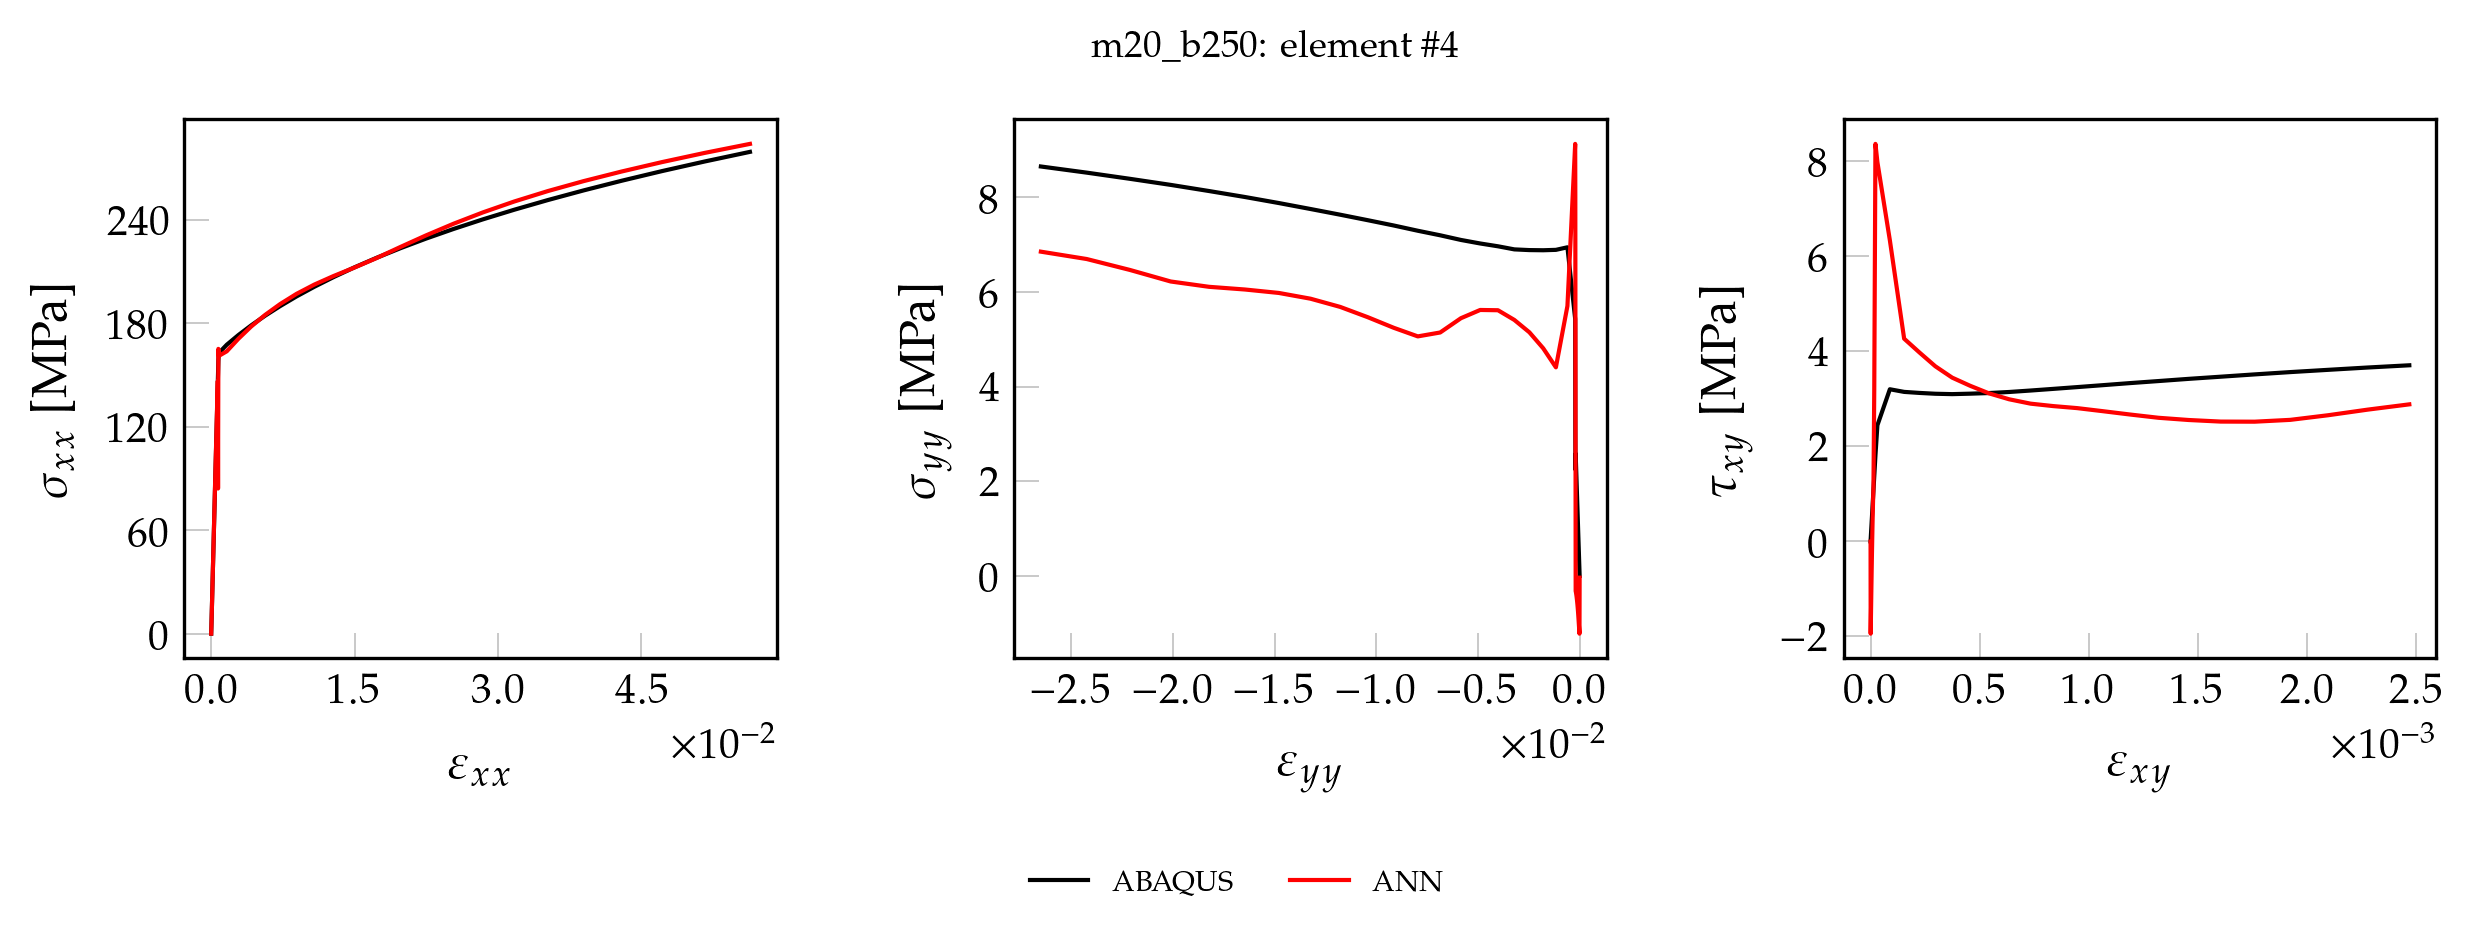 m20_b250: element #4
σxx [MPa]
240
180
120
60
0
0.0 1.5 3.0 4.5
×10−2
εxx
σyy [MPa]
8
6
4
2
0
−2.5 −2.0 −1.5 −1.0 −0.5 0.0
×10−2
εyy
τxy [MPa]
8
6
4
2
0
−2
0.0 0.5 1.0 1.5 2.0 2.5
×10−3
εxy
ABAQUS ANN